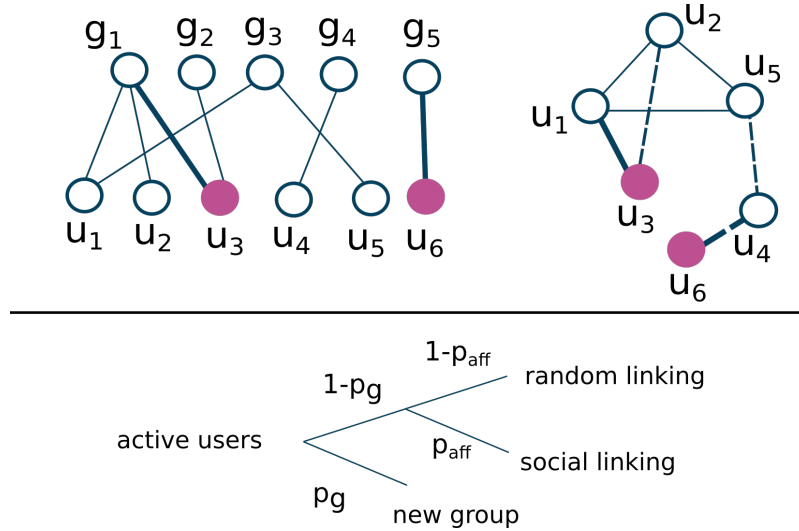 g1 g2 g3 g4 g5
u1 u2 u3 u4 u5 u6
u2
u5
u1
u3
u4
u6
1-paff
random linking
1-pg
active users
paff
social linking
pg
new group